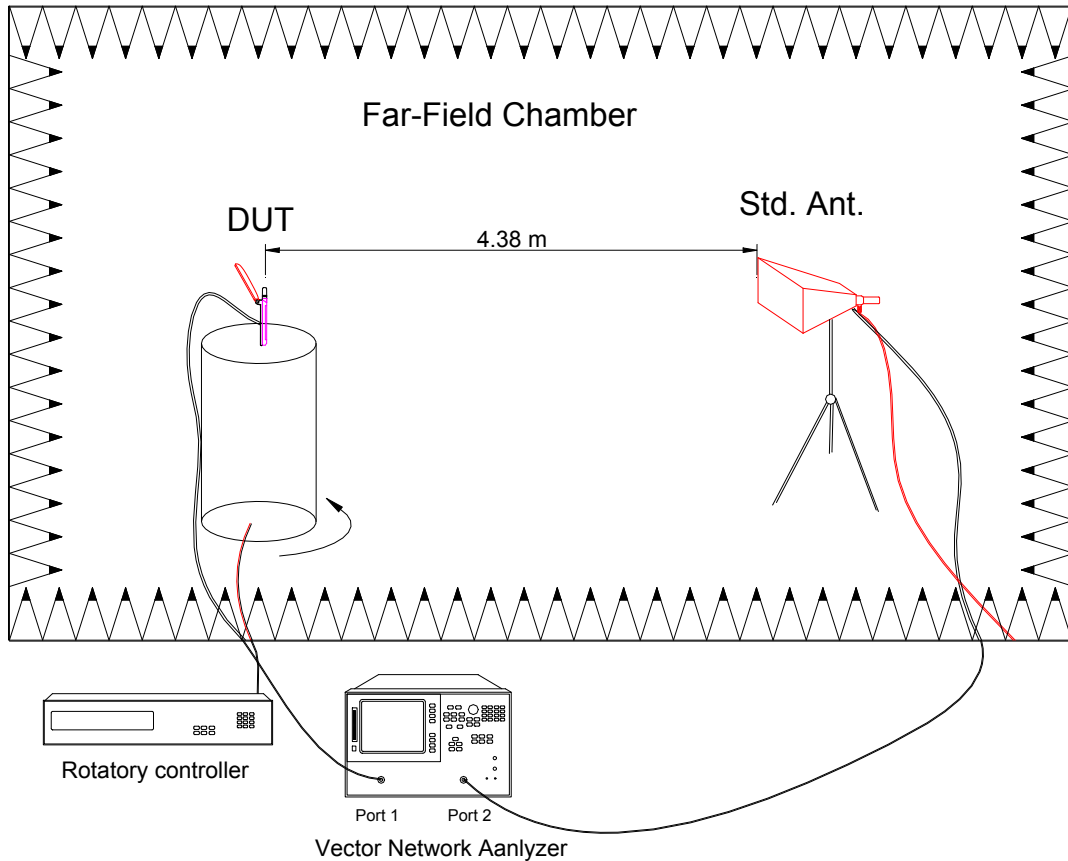 Far-Field Chamber
DUT
Std. Ant.
4.38 m
Rotatory controller
Port 1
Port 2
Vector Network Aanlyzer